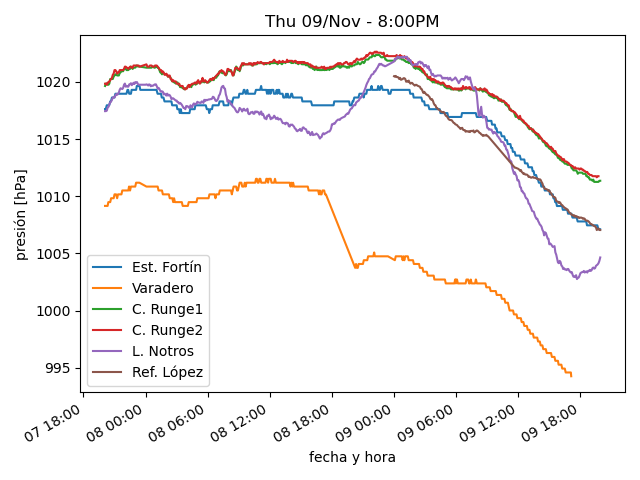 Thu 09/Nov - 8:00PM
presión [hPa]
1020
1015
1010
1005
1000
995
Est. Fortín
Varadero
C. Runge1
C. Runge2
L. Notros
Ref. López
07 18:00
08 00:00
08 06:00
08 12:00
08 18:00
09 00:00
09 06:00
09 12:00
09 18:00
fecha y hora